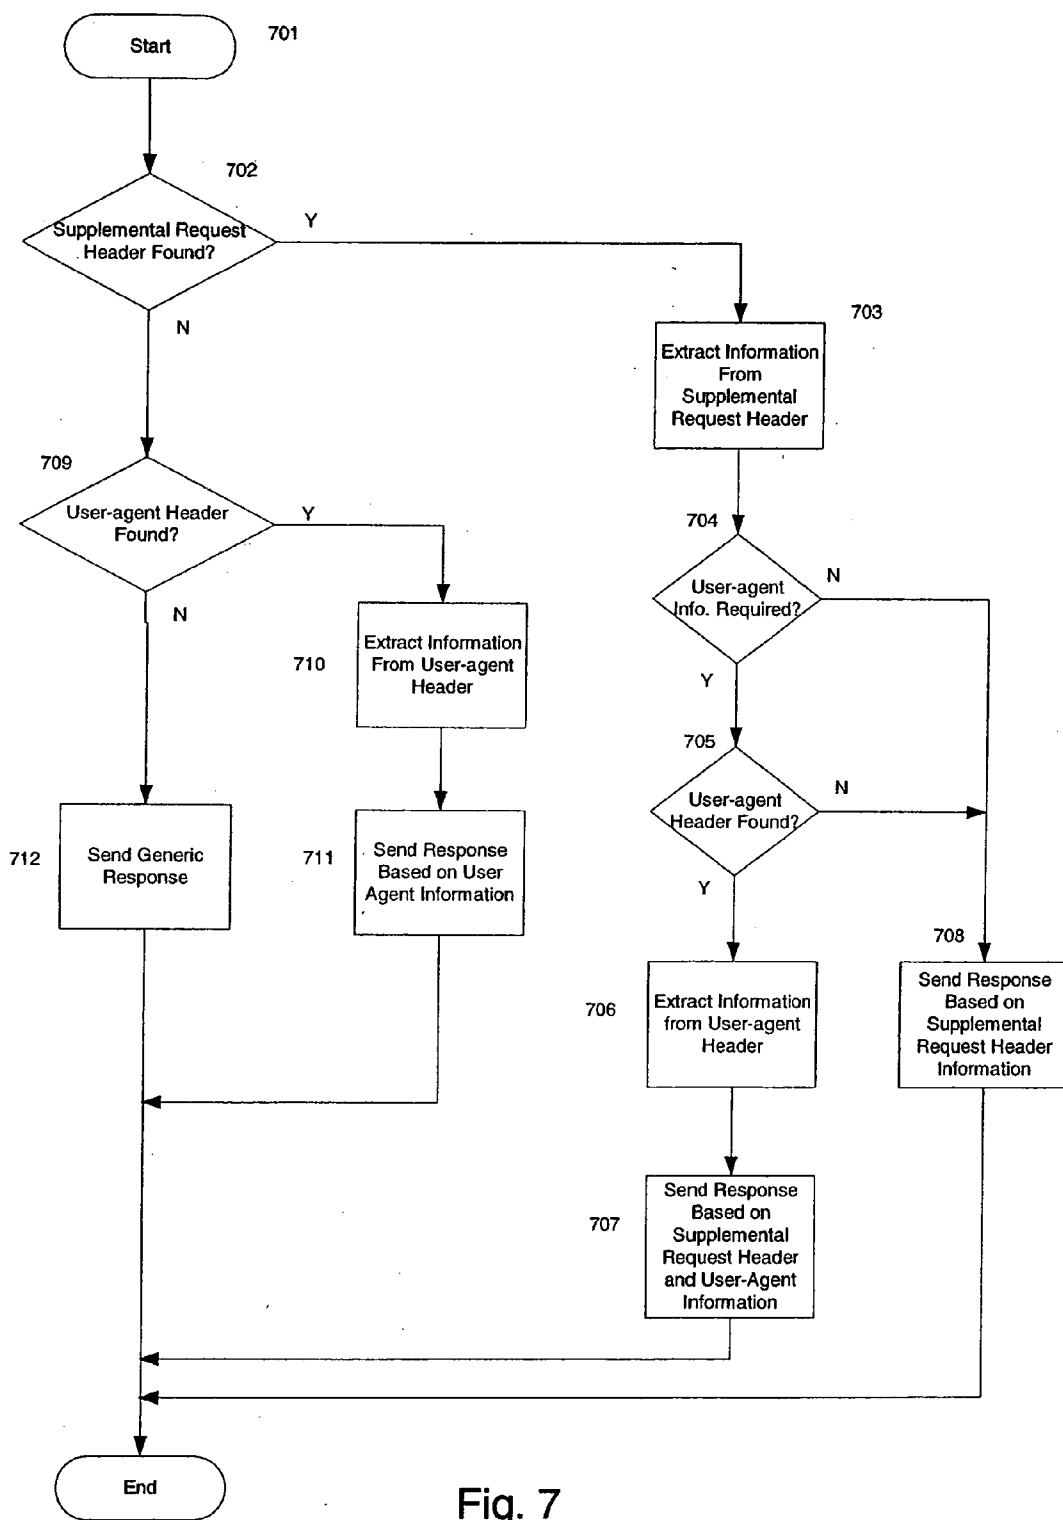 Start
701
702
Supplemental Request
Header Found?
Y
N
703
Extract Information
From
Supplemental
Request Header
709
User-agent Header
Found?
Y
N
704
User-agent
Info. Required?
N
Y
710
Extract Information
From User-agent
Header
705
User-agent
Header Found?
N
Y
712
Send Generic
Response
711
Send Response
Based on User
Agent Information
706
Extract Information
from User-agent
Header
708
Send Response
Based on
Supplemental
Request Header
Information
707
Send Response
Based on
Supplemental
Request Header
and User-Agent
Information
End
Fig. 7